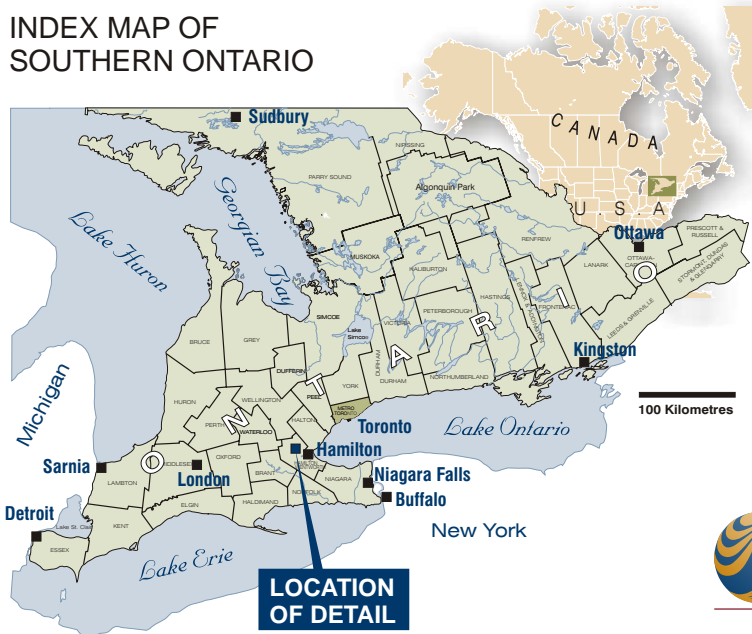 INDEX MAP OF
SOUTHERN ONTARIO
CANADA
U.S.A
Sudbury
NIPISSING
PARRY SOUND
Algonquin Park
Georgian Bay
Lake Huron
RENFREW
Ottawa
PRESCOTT &
RUSSELL
OTTAWA-
STORMONT, DUNDAS
& GLENGARRY
LANARK
MUSKOKA
HALIBURTON
LEEDS & GRENVILLE
FRONTENAC
LENNOX & ADDINGTON
HASTINGS
PETERBOROUGH
VICTORIA
SIMCOE
Lake
Simcoe
BRUCE
GREY
DUFFERIN
DURHAM
DURHAM
NORTHUMBERLAND
Kingston
YORK
PEEL
METRO
TORONTO
Toronto
HURON
WELLINGTON
HALTON
PERTH
WATERLOO
ONTARIO
Lake Ontario
100 Kilometres
Michigan
Hamilton
Sarnia
MIDDLESEX
OXFORD
London
BRANT
NIAGARA
Niagara Falls
LAMBTON
Buffalo
HALDIMAND
NORFOLK
ELGIN
Detroit
Lake St. Clair
KENT
ESSEX
New York
Lake Erie
LOCATION
OF DETAIL